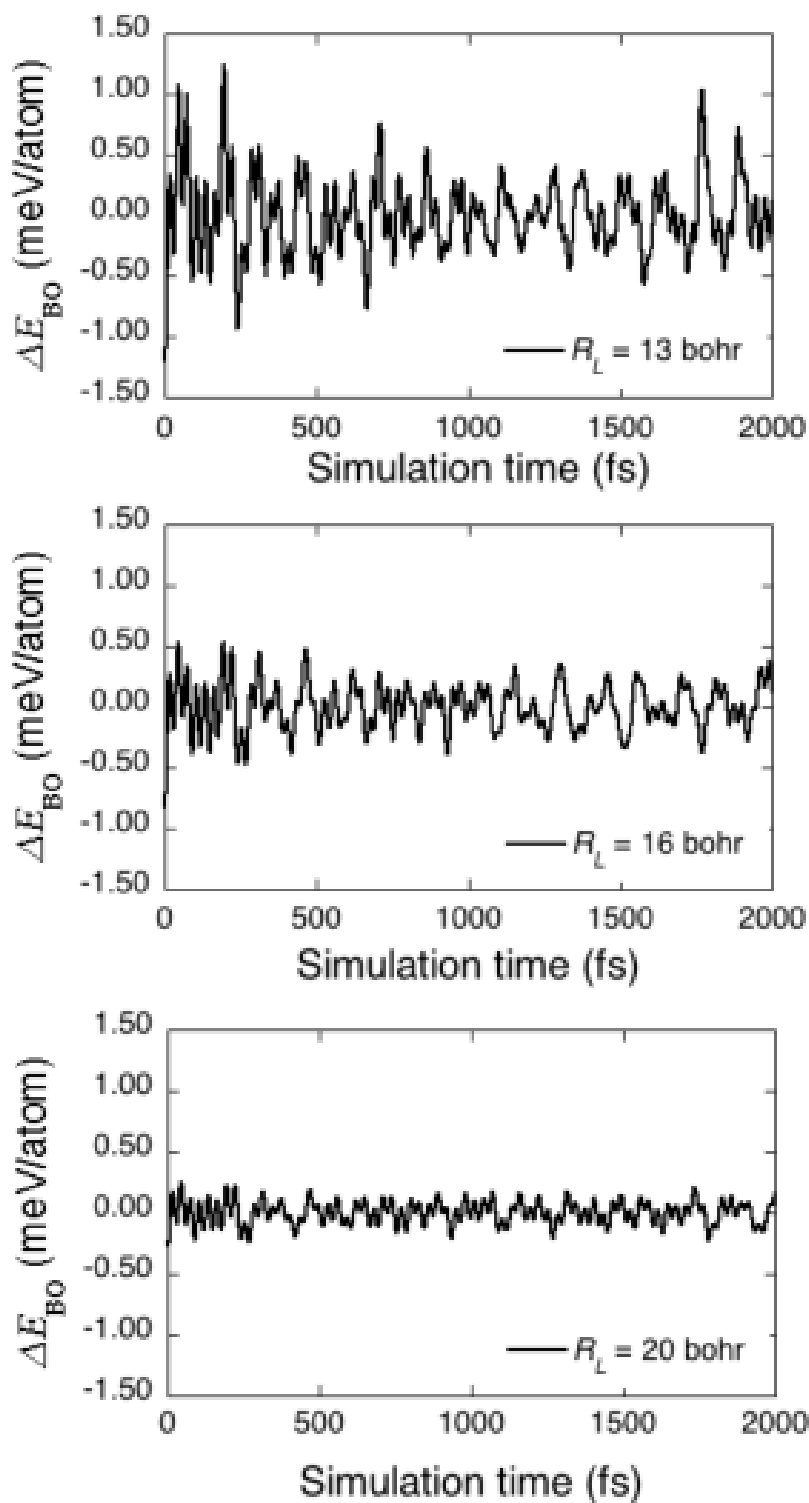 1.50
1.00
0.50
0.00
-0.50
-1.00
-1.50
ΔE_BO (meV/atom)
R_L = 13 bohr
0 500 1000 1500 2000
Simulation time (fs)
1.50
1.00
0.50
0.00
-0.50
-1.00
-1.50
ΔE_BO (meV/atom)
R_L = 16 bohr
0 500 1000 1500 2000
Simulation time (fs)
1.50
1.00
0.50
0.00
-0.50
-1.00
-1.50
ΔE_BO (meV/atom)
R_L = 20 bohr
0 500 1000 1500 2000
Simulation time (fs)